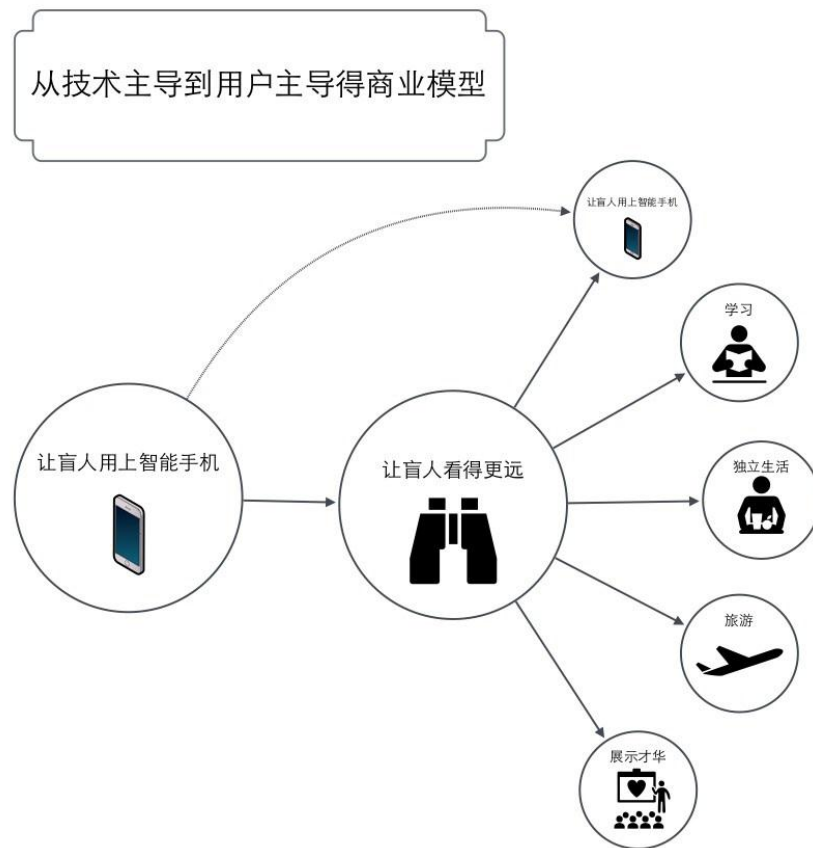 从技术主导到用户主导得商业模型
让盲人用上智能手机
学习
让盲人用上智能手机
让盲人看得更远
独立生活
旅游
展示才华